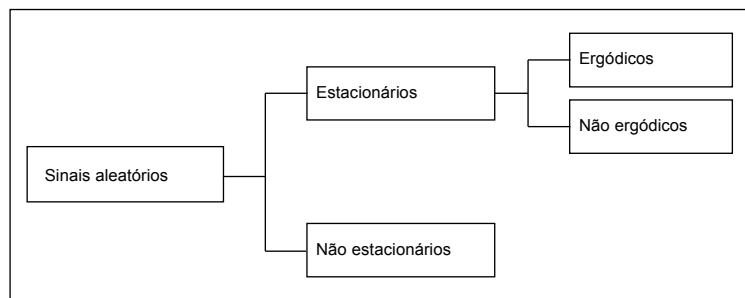 Ergódicos
Estacionários
Não ergódicos
Sinais aleatórios
Não estacionários